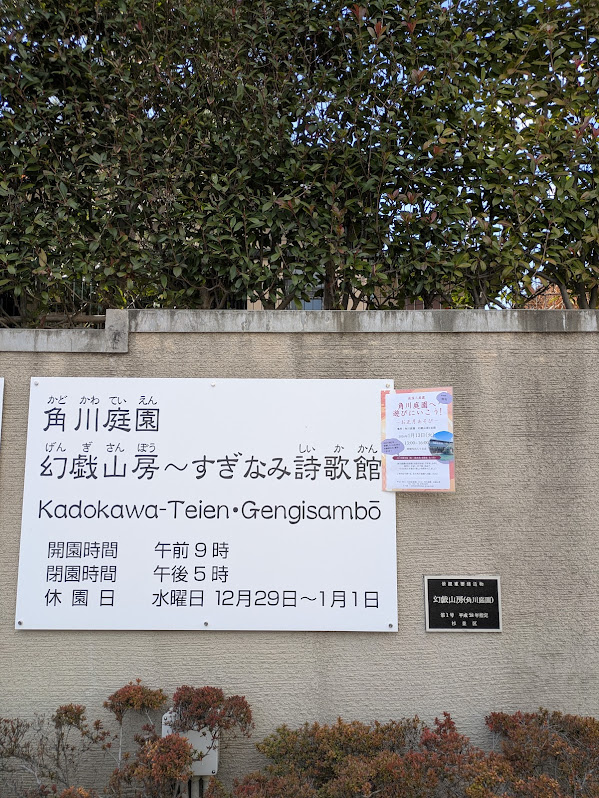 かど かわ てい えん
角川庭園
げん ぎ さん ぼう しい か かん
幻戯山房～すぎなみ詩歌館
Kadokawa-Teien・Gengisambō
開園時間 午前9時
閉園時間 午後5時
休園日 水曜日 12月29日～1月1日
角川庭園へ
遊びにいこう!
幻戯山房(角川庭園)
杉並区